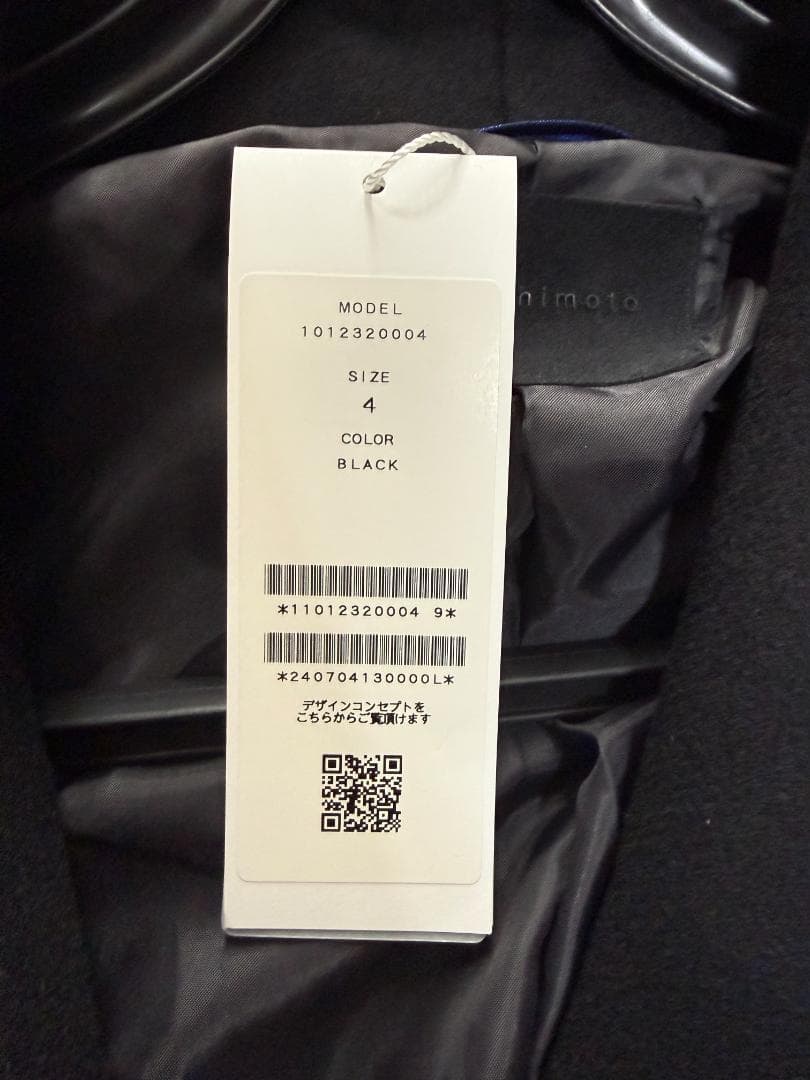 MODEL
1012320004
SIZE
4
COLOR
BLACK
nimoto
*11012320004 9*
*240704130000L*
デザインコンセプトを
こちらからご覧頂けます